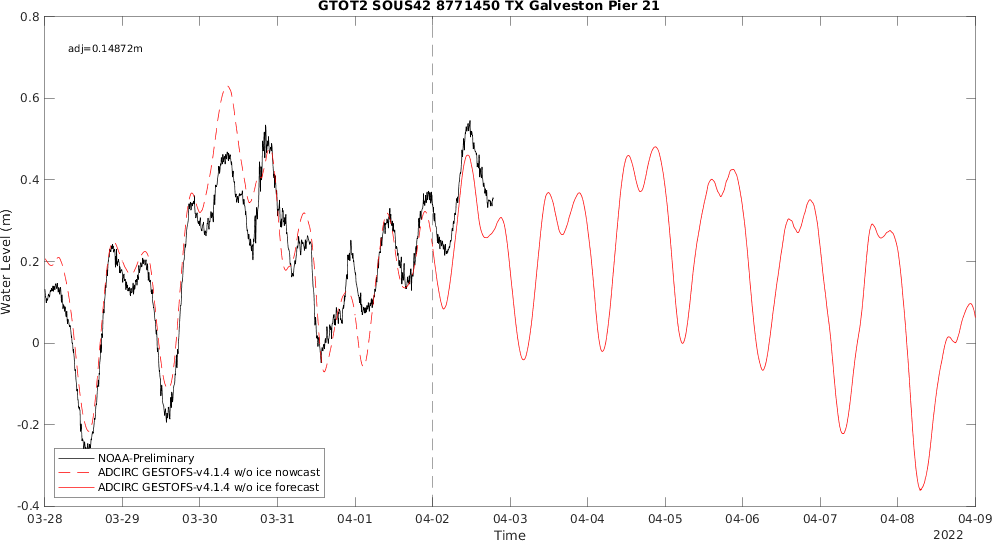 GTOT2 SOUS42 8771450 TX Galveston Pier 21
0.8
adj=0.14872m
0.6
0.4
0.2
0
-0.2
-0.4
Water Level (m)
NOAA-Preliminary
ADCIRC GESTOFS-v4.1.4 w/o ice nowcast
ADCIRC GESTOFS-v4.1.4 w/o ice forecast
03-28 03-29 03-30 03-31 04-01 04-02 04-03 04-04 04-05 04-06 04-07 04-08 04-09
Time
2022